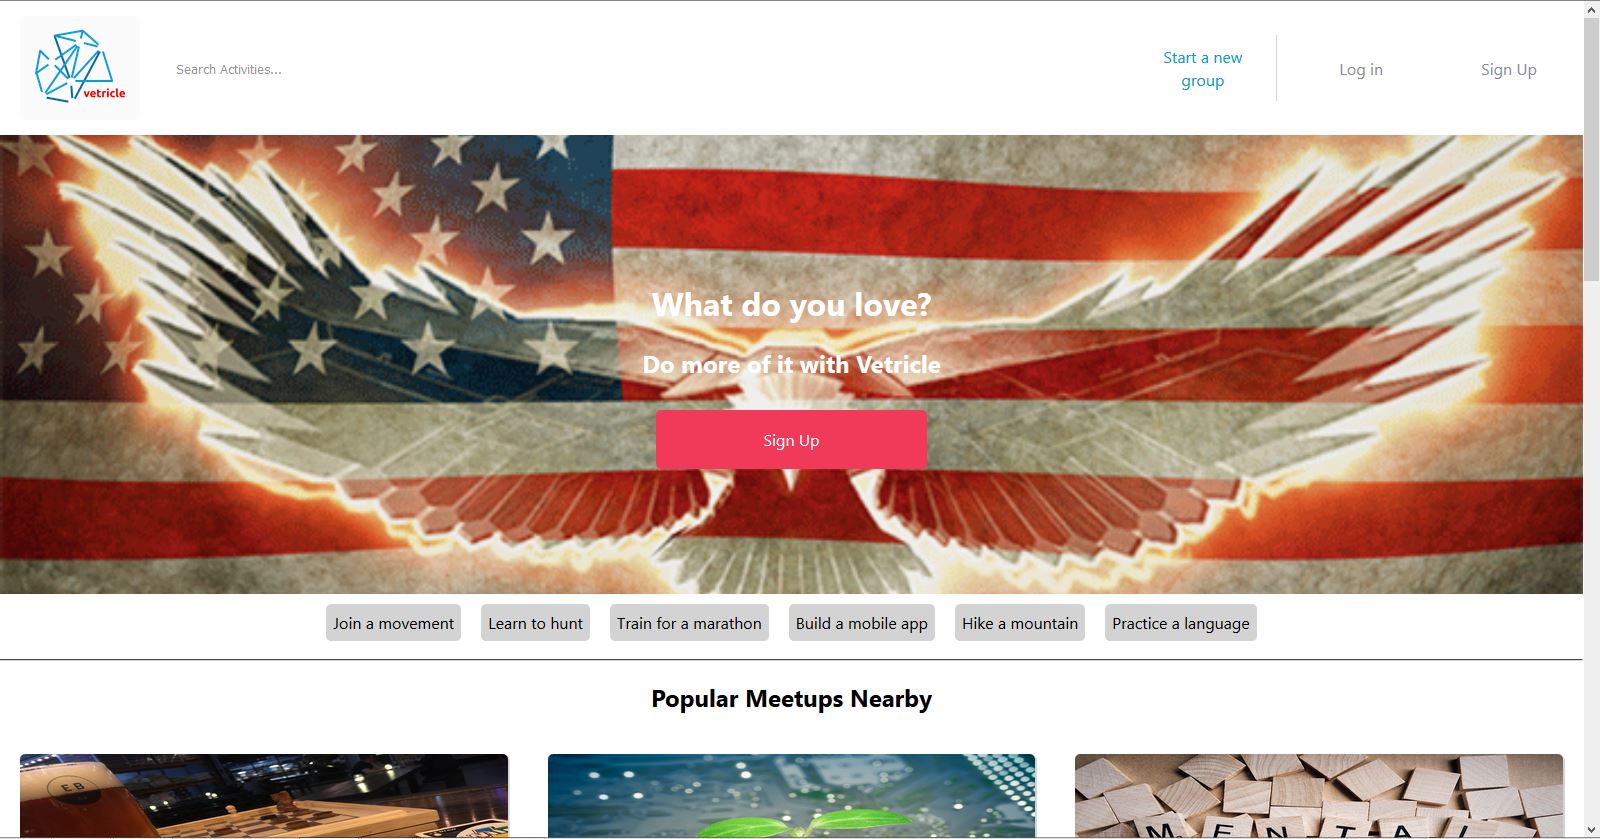 vetricle
Search Activities...
Start a new
group
Log in
Sign Up
What do you love?
Do more of it with Vetricle
Sign Up
Join a movement
Learn to hunt
Train for a marathon
Build a mobile app
Hike a mountain
Practice a language
Popular Meetups Nearby
EB
M E N T A